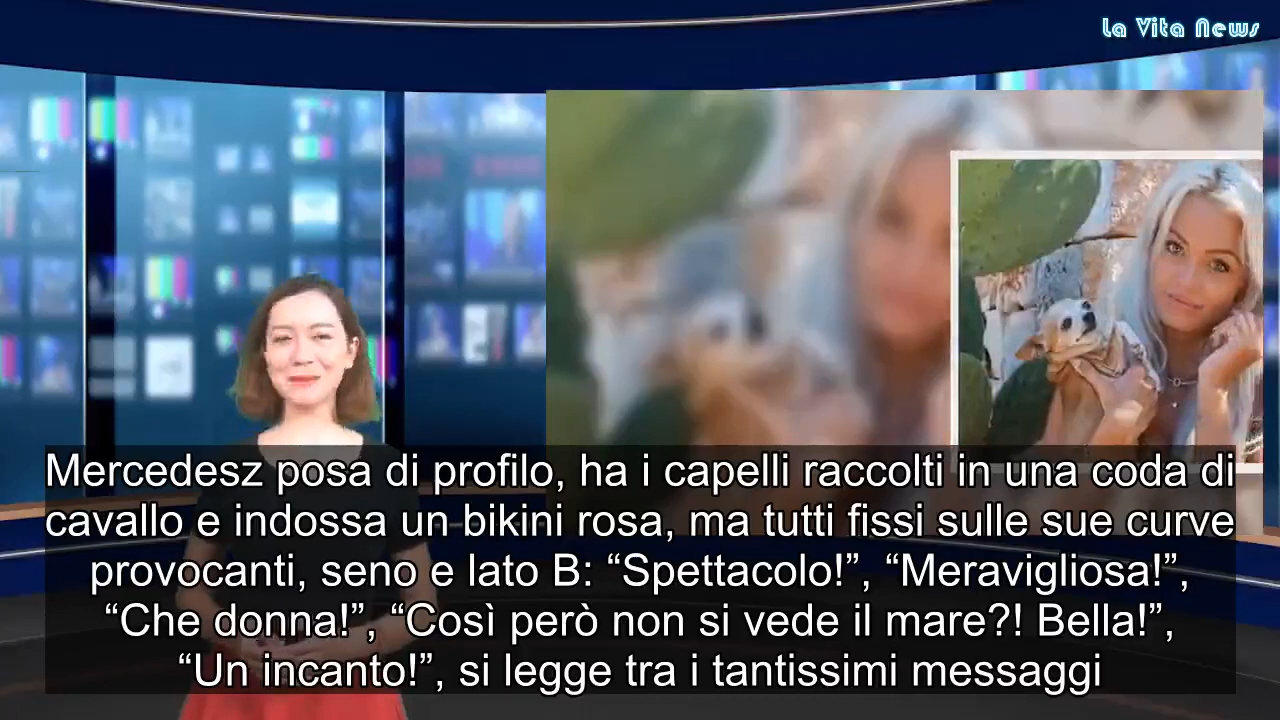 La Vita News
Mercedesz posa di profilo, ha i capelli raccolti in una coda di
cavallo e indossa un bikini rosa, ma tutti fissi sulle sue curve
provocanti, seno e lato B: “Spettacolo!”, “Meravigliosa!”,
“Che donna!”, “Così però non si vede il mare?! Bella!”,
“Un incanto!”, si legge tra i tantissimi messaggi